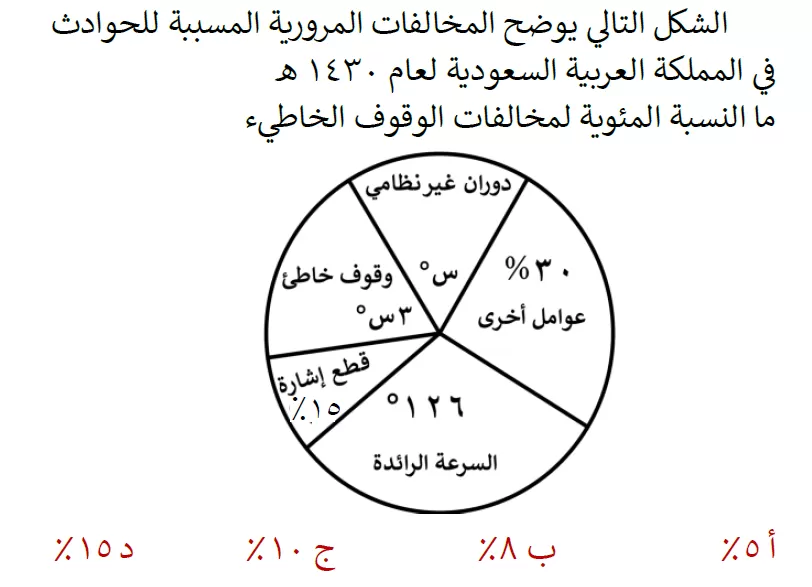 الشكل التالي يوضح المخالفات المرورية المسببة للحوادث
في المملكة العربية السعودية لعام ١٤٣٠ هـ
ما النسبة المئوية لمخالفات الوقوف الخاطيء
دوران غير نظامي
س°
٣٠%
عوامل أخرى
وقوف خاطئ
٣س°
قطع إشارة
١٥٪
١٢٦°
السرعة الرائدة
أ ٥٪ ب ٨٪ ج ١٠٪ د ١٥٪